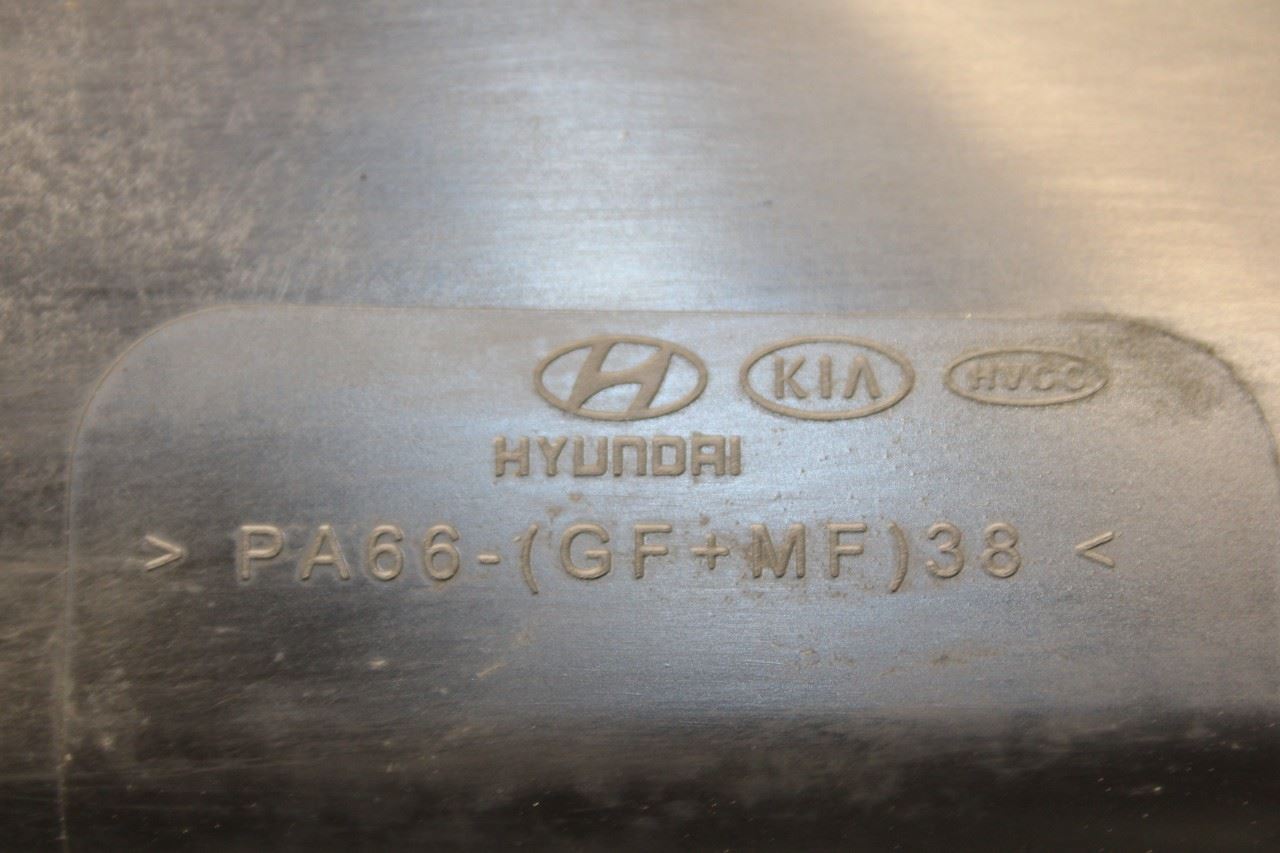 KIA HVCC
HYUNDAI
> PA66-(GF+MF)38 <